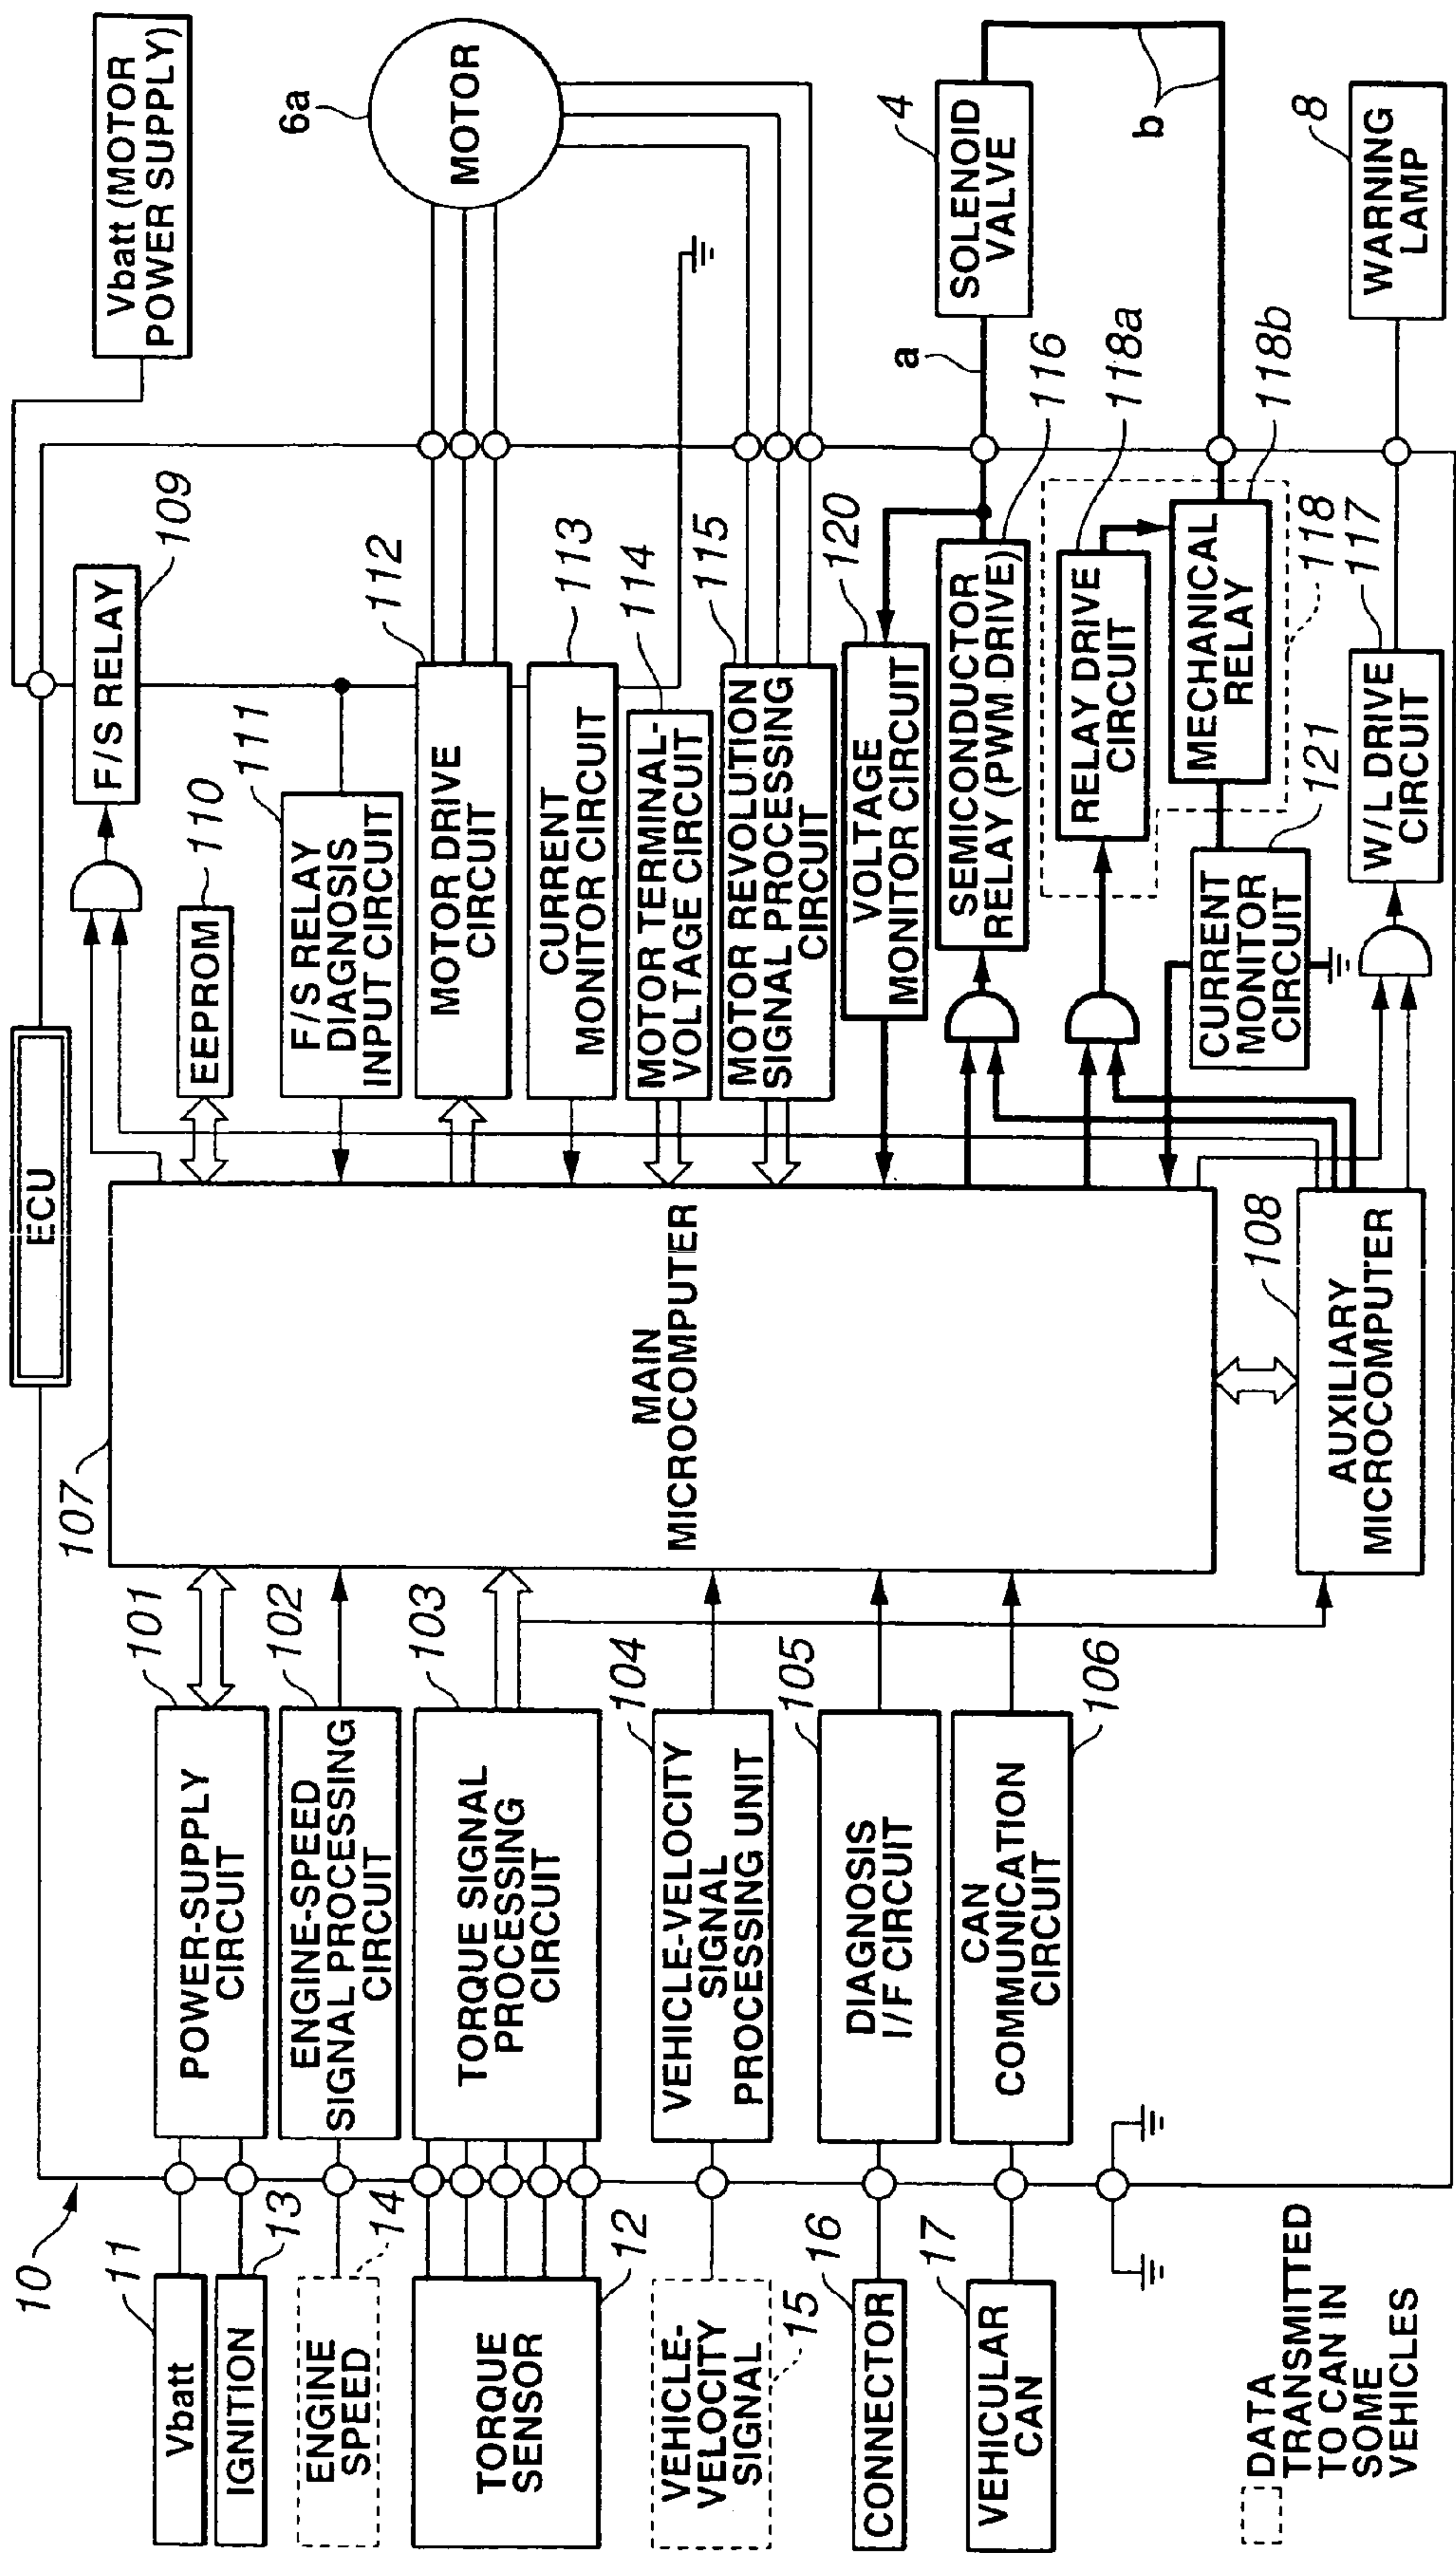 10
11
Vbatt
13
IGNITION
14
ENGINE
SPEED
12
TORQUE
SENSOR
15
VEHICLE-
VELOCITY
SIGNAL
16
CONNECTOR
17
VEHICULAR
CAN
DATA
TRANSMITTED
TO CAN IN
SOME
VEHICLES
101
POWER-SUPPLY
CIRCUIT
102
ENGINE-SPEED
SIGNAL PROCESSING
CIRCUIT
103
TORQUE SIGNAL
PROCESSING
CIRCUIT
104
VEHICLE-VELOCITY
SIGNAL
PROCESSING UNIT
105
DIAGNOSIS
I/F CIRCUIT
106
CAN
COMMUNICATION
CIRCUIT
ECU
107
MAIN
MICROCOMPUTER
108
AUXILIARY
MICROCOMPUTER
109
F/S RELAY
110
EEPROM
111
F/S RELAY
DIAGNOSIS
INPUT CIRCUIT
112
MOTOR DRIVE
CIRCUIT
113
CURRENT
MONITOR CIRCUIT
114
MOTOR TERMINAL-
VOLTAGE CIRCUIT
115
MOTOR REVOLUTION
SIGNAL PROCESSING
CIRCUIT
120
VOLTAGE
MONITOR CIRCUIT
116
SEMICONDUCTOR
RELAY (PWM DRIVE)
118a
RELAY DRIVE
CIRCUIT
118b
MECHANICAL
RELAY
118
121
CURRENT
MONITOR
CIRCUIT
117
W/L DRIVE
CIRCUIT
Vbatt (MOTOR
POWER SUPPLY)
6a
MOTOR
4
SOLENOID
VALVE
a
b
8
WARNING
LAMP